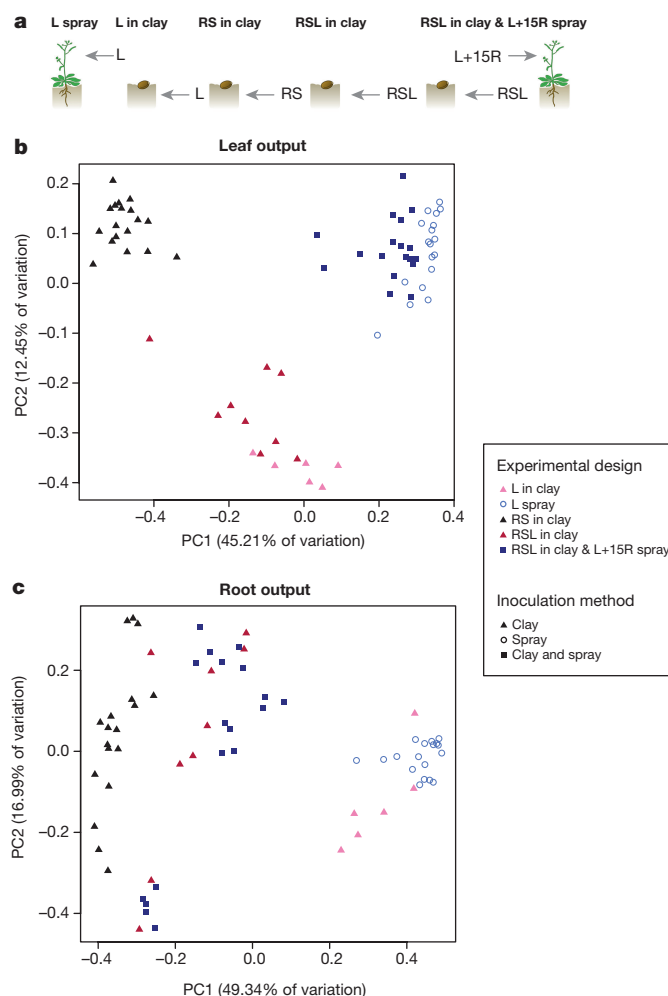 a
L spray L in clay RS in clay RSL in clay RSL in clay & L+15R spray
L L+15R
L RS RSL RSL
b
Leaf output
0.2
0.1
0.0
−0.1
−0.2
−0.3
−0.4
PC2 (12.45% of variation)
−0.4 −0.2 0.0 0.2 0.4
PC1 (45.21% of variation)
Experimental design
L in clay
L spray
RS in clay
RSL in clay
RSL in clay & L+15R spray
Inoculation method
Clay
Spray
Clay and spray
c
Root output
0.2
0.0
−0.2
−0.4
PC2 (16.99% of variation)
−0.4 −0.2 0.0 0.2 0.4
PC1 (49.34% of variation)